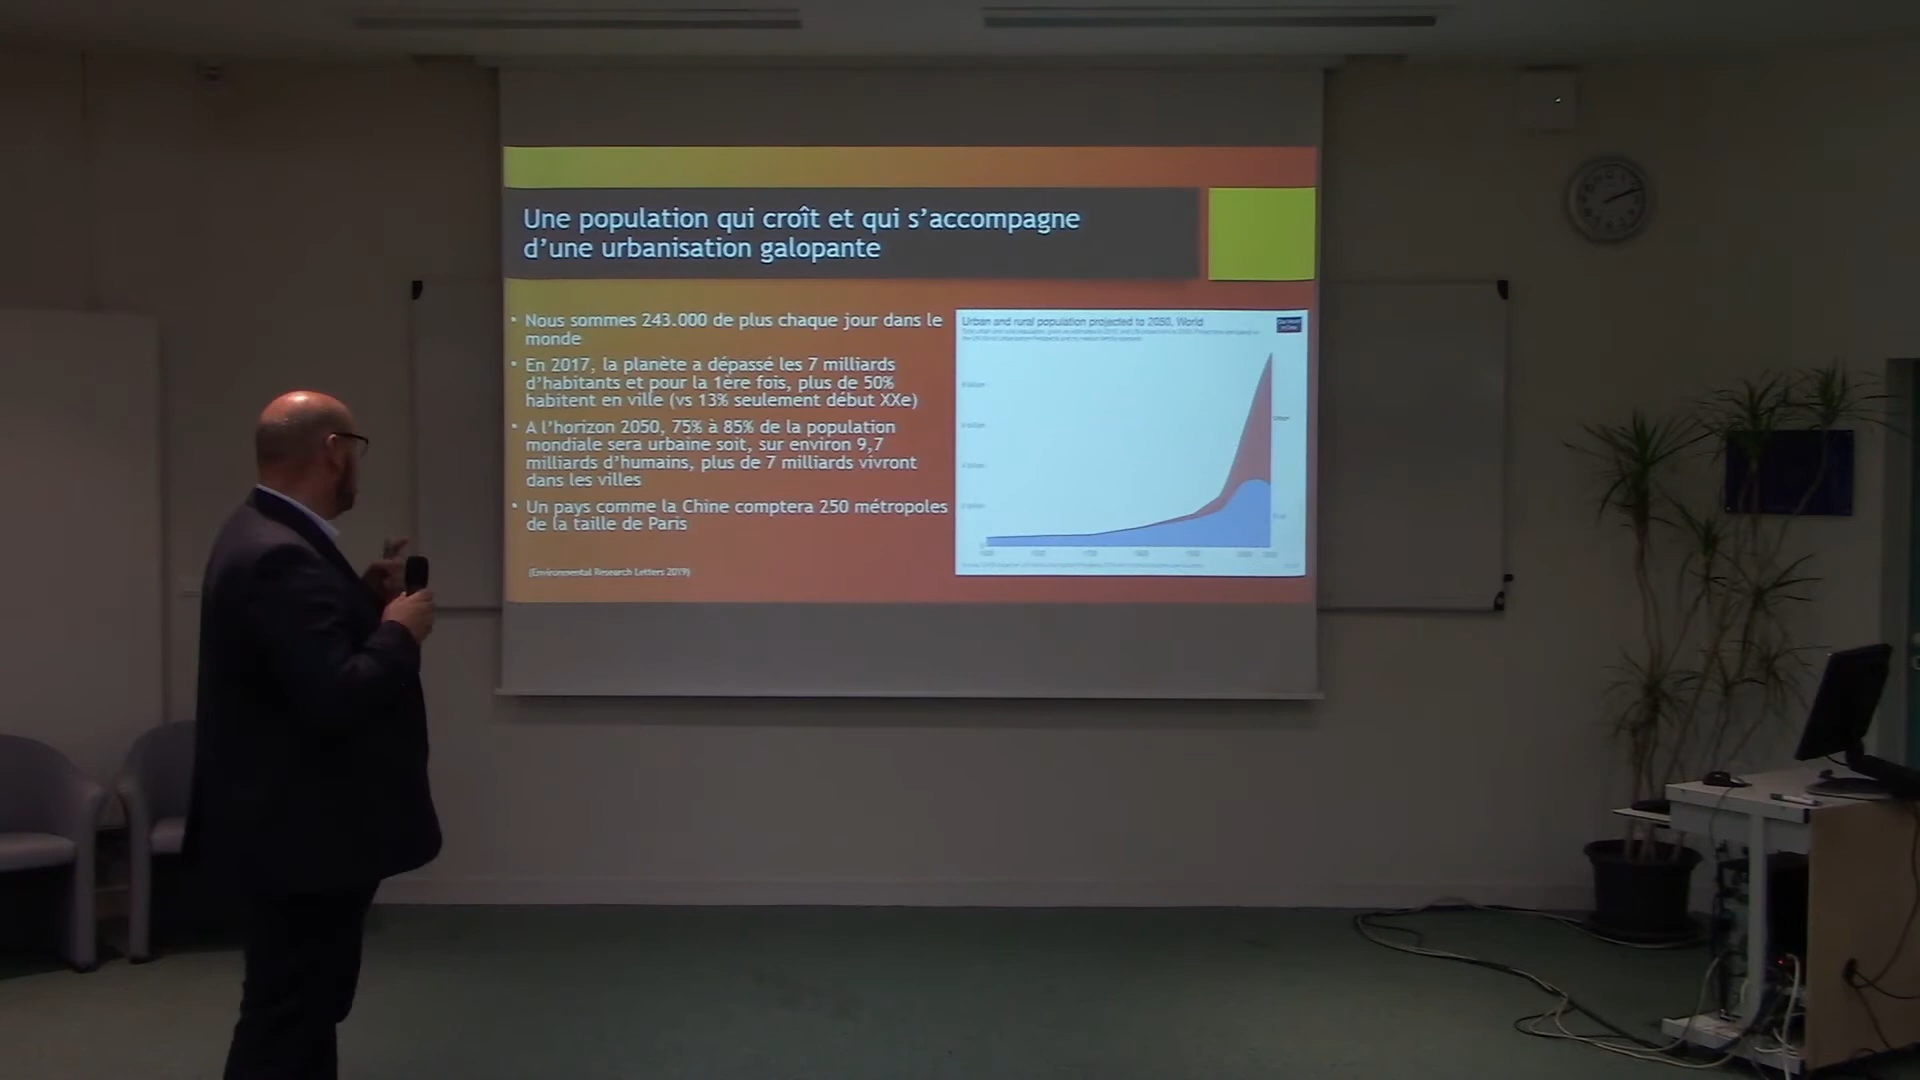 Une population qui croît et qui s'accompagne
d'une urbanisation galopante
• Nous sommes 243.000 de plus chaque jour dans le
monde
• En 2017, la planète a dépassé les 7 milliards
d'habitants et pour la 1ère fois, plus de 50%
habitent en ville (vs 13% seulement début XXe)
• A l'horizon 2050, 75% à 85% de la population
mondiale sera urbaine soit, sur environ 9,7
milliards d'humains, plus de 7 milliards vivront
dans les villes
• Un pays comme la Chine comptera 250 métropoles
de la taille de Paris
(Environmental Research Letters 2019)
Urban and rural population projected to 2050, World